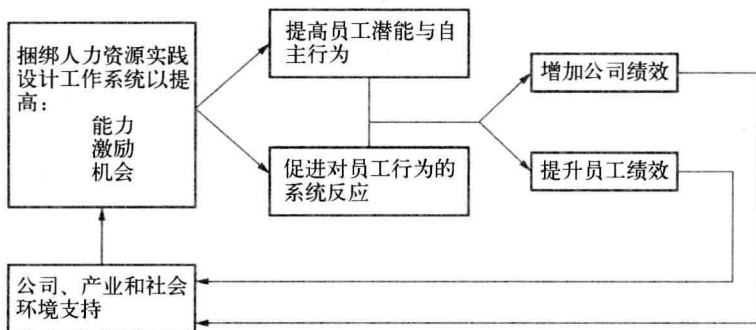 捆绑人力资源实践
设计工作系统以提
高：
能力
激励
机会
提高员工潜能与自
主行为
促进对员工行为的
系统反应
增加公司绩效
提升员工绩效
公司、产业和社会
环境支持